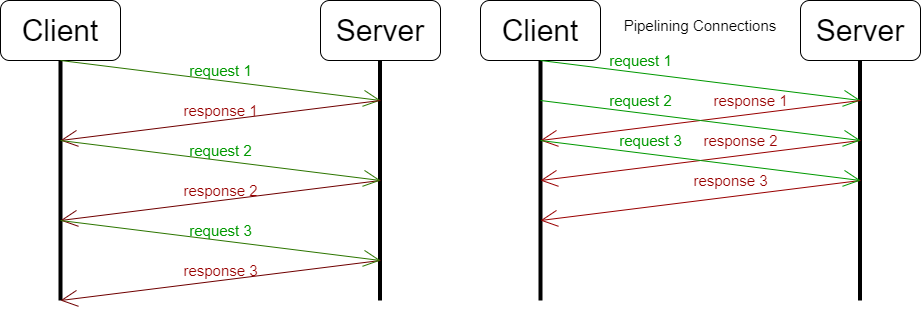 Client
Server
request 1
response 1
request 2
response 2
request 3
response 3
Client
Pipelining Connections
Server
request 1
request 2
response 1
request 3
response 2
response 3